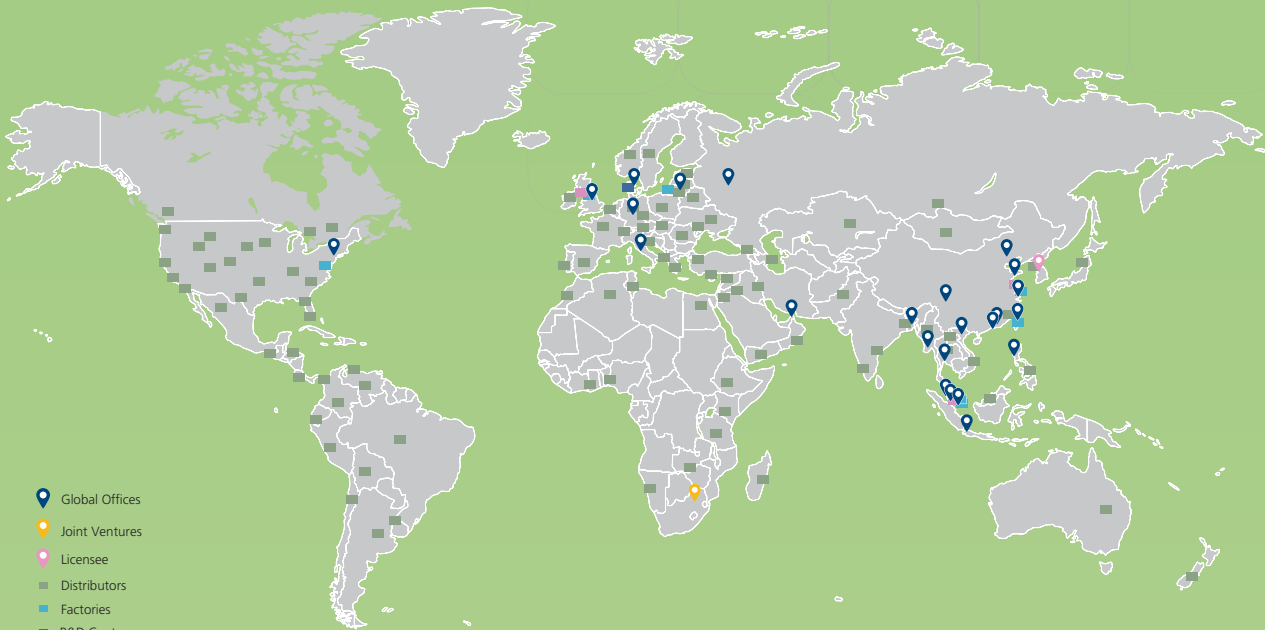 Global Offices
Joint Ventures
Licensee
Distributors
Factories